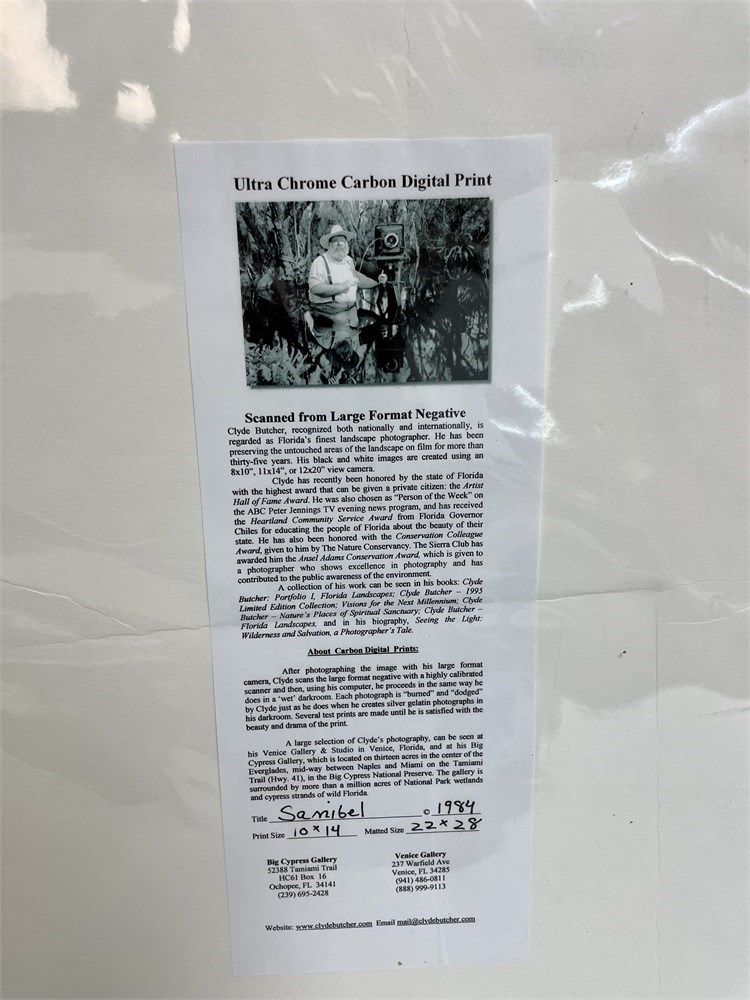 Ultra Chrome Carbon Digital Print
Scanned from Large Format Negative
Clyde Butcher, recognized both nationally and internationally, is
regarded as Florida's finest landscape photographer. He has been
preserving the untouched areas of the landscape on film for more than
thirty-five years. His black and white images are created using an
8x10", 11x14", or 12x20" view camera.
Clyde has recently been honored by the state of Florida
with the highest award that can be given a private citizen: the Artist
Hall of Fame Award. He was also chosen as "Person of the Week" on
the ABC Peter Jennings TV evening news program, and has received
the Heartland Community Service Award from Florida Governor
Chiles for educating the people of Florida about the beauty of their
state. He has also been honored with the Conservation Colleague
Award, given to him by The Nature Conservancy. The Sierra Club has
awarded him the Ansel Adams Conservation Award, which is given to
a photographer who shows excellence in photography and has
contributed to the public awareness of the environment.
A collection of his work can be seen in his books: Clyde
Butcher: Portfolio I, Florida Landscapes; Clyde Butcher – 1995
Limited Edition Collection; Visions for the Next Millennium; Clyde
Butcher – Nature's Places of Spiritual Sanctuary; Clyde Butcher –
Florida Landscapes, and in his biography, Seeing the Light:
Wilderness and Salvation, a Photographer's Tale.
About Carbon Digital Prints:
After photographing the image with his large format
camera, Clyde scans the large format negative with a highly calibrated
scanner and then, using his computer, he proceeds in the same way he
does in a 'wet' darkroom. Each photograph is "burned" and "dodged"
by Clyde just as he does when he creates silver gelatin photographs in
his darkroom. Several test prints are made until he is satisfied with the
beauty and drama of the print.
A large selection of Clyde's photography, can be seen at
his Venice Gallery & Studio in Venice, Florida, and at his Big
Cypress Gallery, which is located on thirteen acres in the center of the
Everglades, mid-way between Naples and Miami on the Tamiami
Trail (Hwy. 41), in the Big Cypress National Preserve. The gallery is
surrounded by more than a million acres of National Park wetlands
and cypress strands of wild Florida.
Title Sanibel © 1984
Print Size 10 x 14 Matted Size 22 x 28
Big Cypress Gallery
52388 Tamiami Trail
HC61 Box 16
Ochopee, FL 34141
(239) 695-2428
Venice Gallery
237 Warfield Ave
Venice, FL 34285
(941) 486-0811
(888) 999-9113
Website: www.clydebutcher.com Email mail@clydebutcher.com